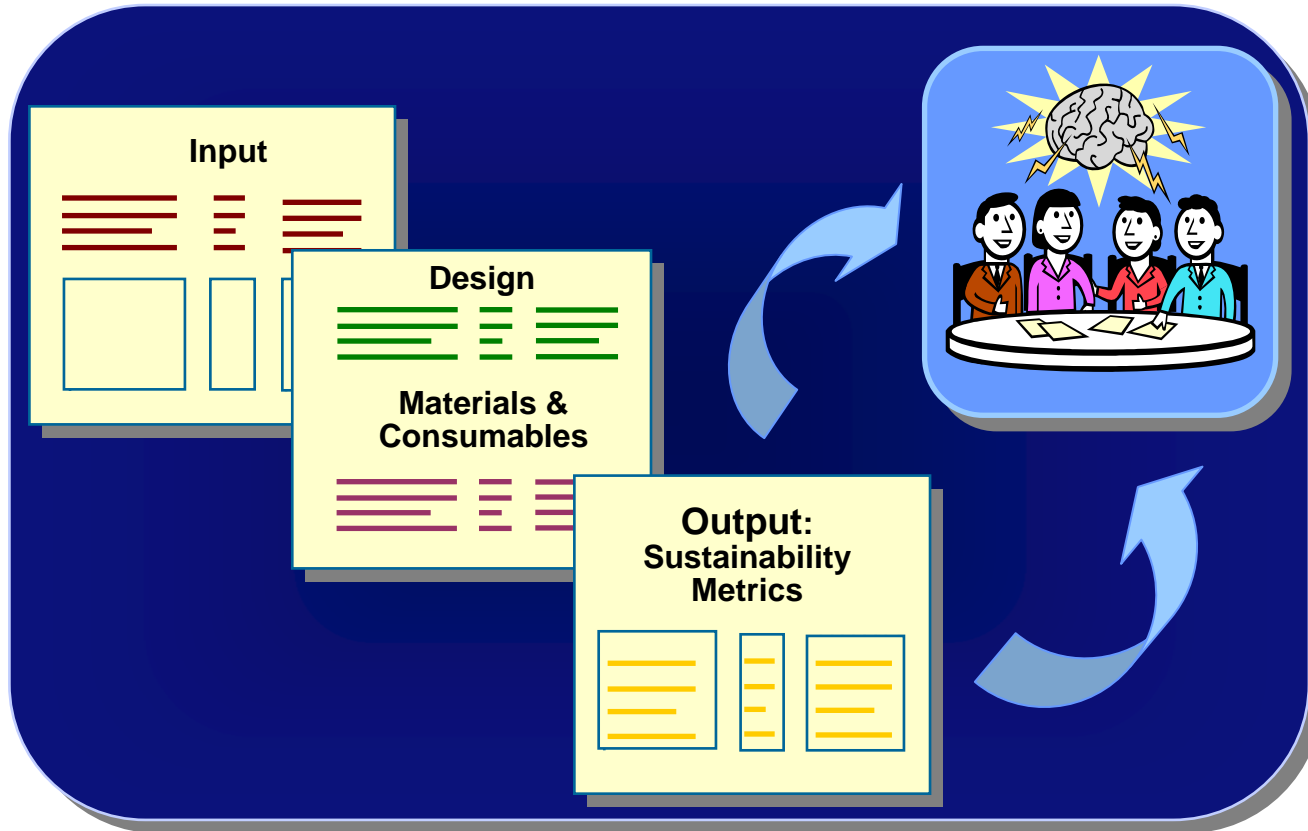 Input
Design
Materials &
Consumables
Output:
Sustainability
Metrics